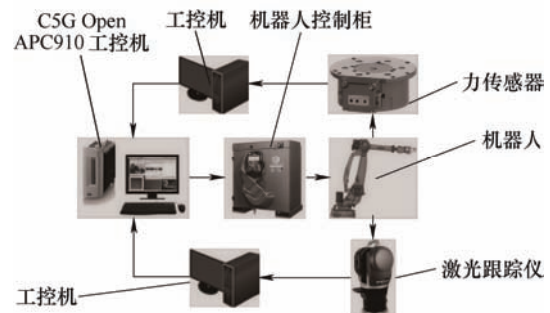 C5G Open
APC910 工控机
工控机
机器人控制柜
力传感器
机器人
激光跟踪仪
工控机